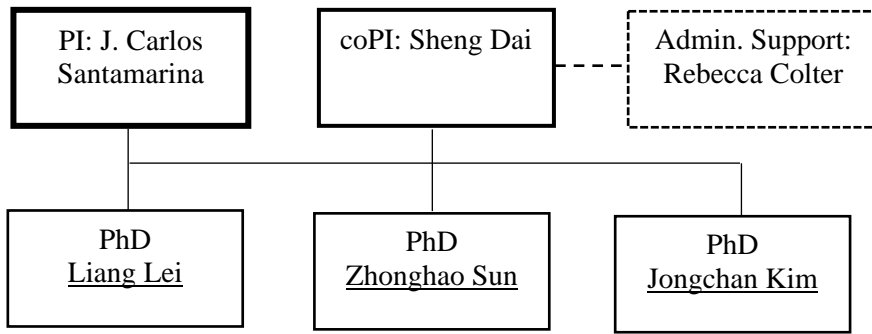 PI: J. Carlos
Santamarina
coPI: Sheng Dai
Admin. Support:
Rebecca Colter
PhD
Liang Lei
PhD
Zhonghao Sun
PhD
Jongchan Kim